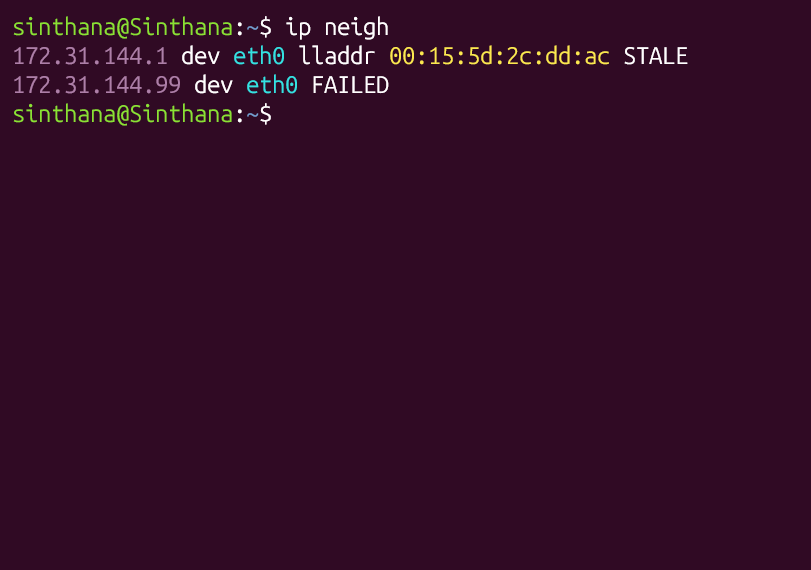 sinthana@Sinthana:~$ ip neigh
172.31.144.1 dev eth0 lladdr 00:15:5d:2c:dd:ac STALE
172.31.144.99 dev eth0 FAILED
sinthana@Sinthana:~$